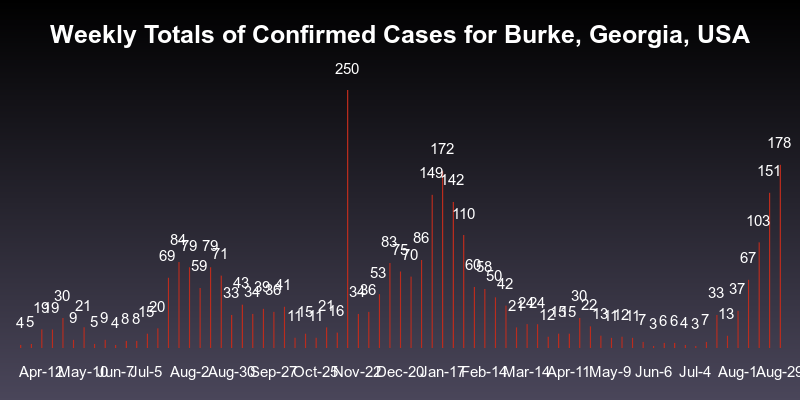 Weekly Totals of Confirmed Cases for Burke, Georgia, USA
4 5 19 19 30 9 21 5 9 4 8 8 15 20 69 84 79 59 79 71 33 43 34 39 36 41 11 15 11 21 16 250 34 36 53 83 75 70 86 149 172 142 110 60 58 50 42 21 24 24 12 15 15 30 22 13 11 12 11 7 3 6 6 4 3 7 33 13 37 67 103 151 178
Apr-12 May-10 Jun-7 Jul-5 Aug-2 Aug-30 Sep-27 Oct-25 Nov-22 Dec-20 Jan-17 Feb-14 Mar-14 Apr-11 May-9 Jun-6 Jul-4 Aug-1 Aug-29